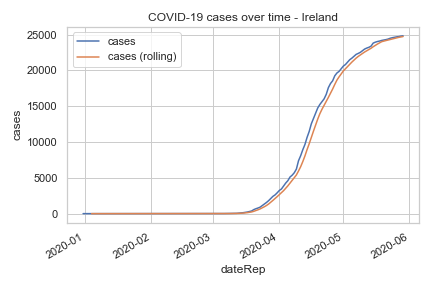 COVID-19 cases over time - Ireland
cases
cases (rolling)
25000
20000
15000
10000
5000
0
cases
2020-01
2020-02
2020-03
2020-04
2020-05
2020-06
dateRep